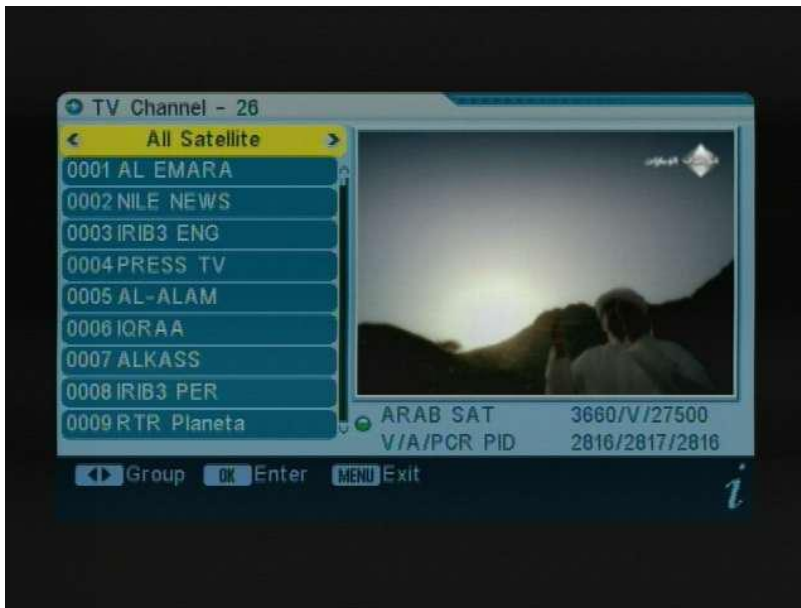 TV Channel - 26
All Satellite
0001 AL EMARA
0002 NILE NEWS
0003 IRIB3 ENG
0004 PRESS TV
0005 AL-ALAM
0006 IQRAA
0007 ALKASS
0008 IRIB3 PER
0009 RTR Planeta
ARAB SAT 3660/V/27500
V/A/PCR PID 2816/2817/2816
Group OK Enter MENU Exit
i